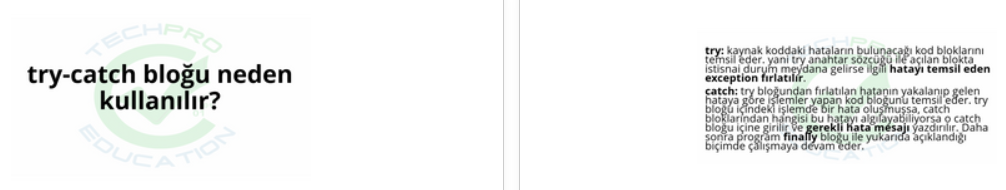 TECHPRO
try-catch bloğu neden
kullanılır?
EDUCATION
try: kaynak koddaki hataların bulunacağı kod bloklarını
temsil eder. yani try anahtar sözcüğü ile açılan blokta
istisnai durum meydana gelirse ilgili hatayı temsil eden
exception fırlatılır.
catch: try bloğundan fırlatılan hatanın yakalanıp gelen
hataya göre işlemler yapan kod bloğunu temsil eder. try
bloğu içindeki işlemde bir hata oluşmussa, catch
bloklarından hangisi bu hatayı algılayabiliyorsa o catch
bloğu içine girilir ve gerekli hata mesajı yazdırılır. Daha
sonra program finally bloğu ile yukarıda açıklandığı
biçimde çalışmaya devam eder.